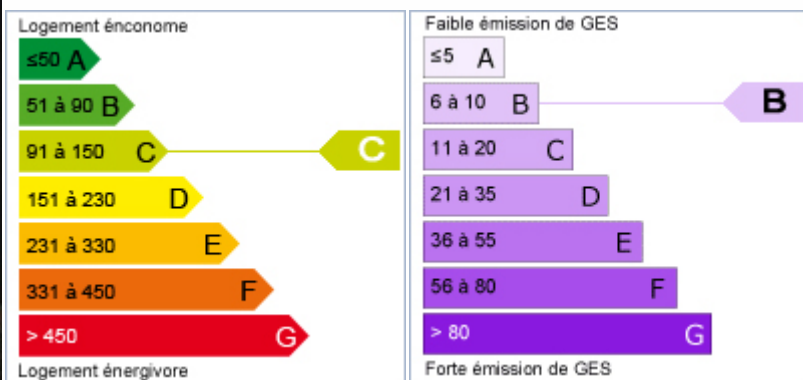 Logement énconome
≤50 A
51 à 90 B
91 à 150 C
C
151 à 230 D
231 à 330 E
331 à 450 F
> 450 G
Logement énergivore
Faible émission de GES
≤5 A
6 à 10 B
B
11 à 20 C
21 à 35 D
36 à 55 E
56 à 80 F
> 80 G
Forte émission de GES